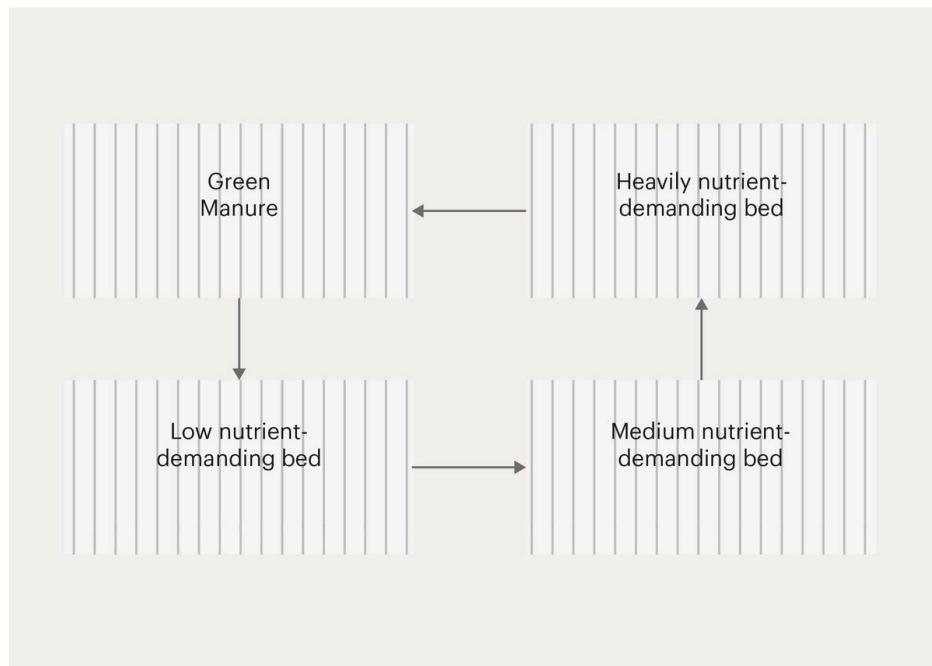 Green
Manure
Heavily nutrient-
demanding bed
Low nutrient-
demanding bed
Medium nutrient-
demanding bed